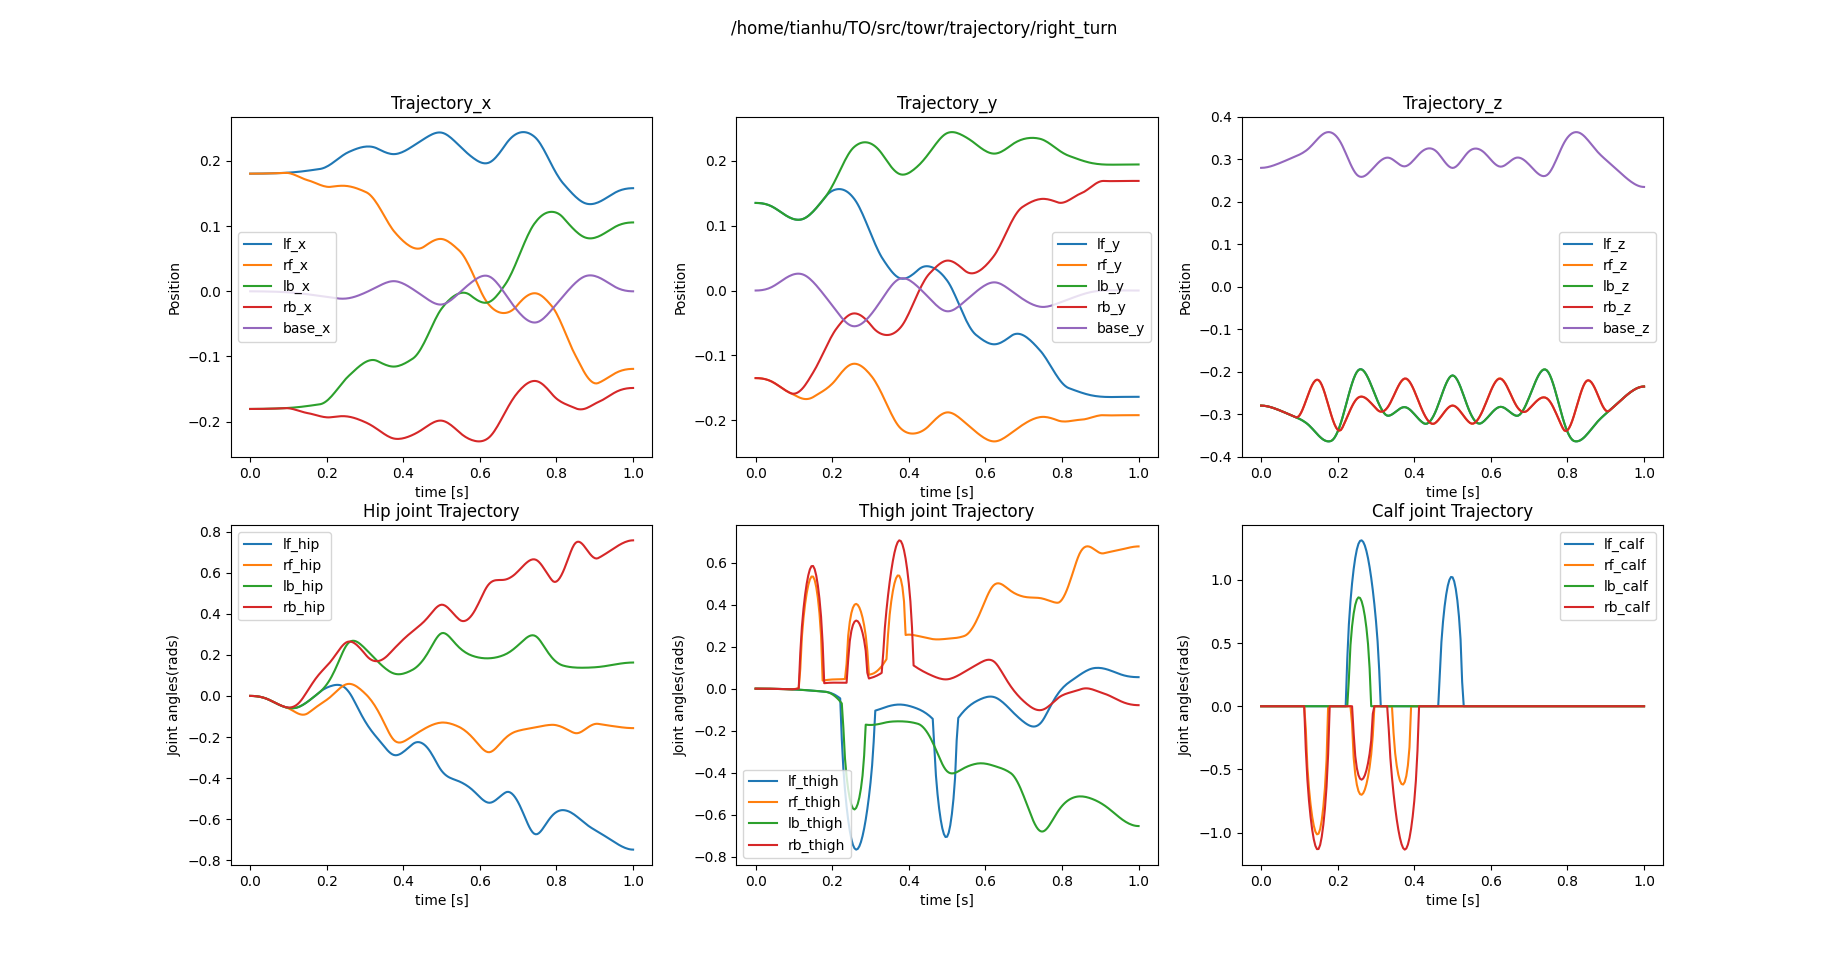 /home/tianhu/TO/src/towr/trajectory/right_turn
Trajectory_x
Position
0.2
0.1
0.0
−0.1
−0.2
lf_x
rf_x
lb_x
rb_x
base_x
0.0 0.2 0.4 0.6 0.8 1.0
time [s]
Trajectory_y
Position
0.2
0.1
0.0
−0.1
−0.2
lf_y
rf_y
lb_y
rb_y
base_y
0.0 0.2 0.4 0.6 0.8 1.0
time [s]
Trajectory_z
Position
0.4
0.3
0.2
0.1
0.0
−0.1
−0.2
−0.3
−0.4
lf_z
rf_z
lb_z
rb_z
base_z
0.0 0.2 0.4 0.6 0.8 1.0
time [s]
Hip joint Trajectory
Joint angles(rads)
0.8
0.6
0.4
0.2
0.0
−0.2
−0.4
−0.6
−0.8
lf_hip
rf_hip
lb_hip
rb_hip
0.0 0.2 0.4 0.6 0.8 1.0
time [s]
Thigh joint Trajectory
Joint angles(rads)
0.6
0.4
0.2
0.0
−0.2
−0.4
−0.6
−0.8
lf_thigh
rf_thigh
lb_thigh
rb_thigh
0.0 0.2 0.4 0.6 0.8 1.0
time [s]
Calf joint Trajectory
Joint angles(rads)
1.0
0.5
0.0
−0.5
−1.0
lf_calf
rf_calf
lb_calf
rb_calf
0.0 0.2 0.4 0.6 0.8 1.0
time [s]